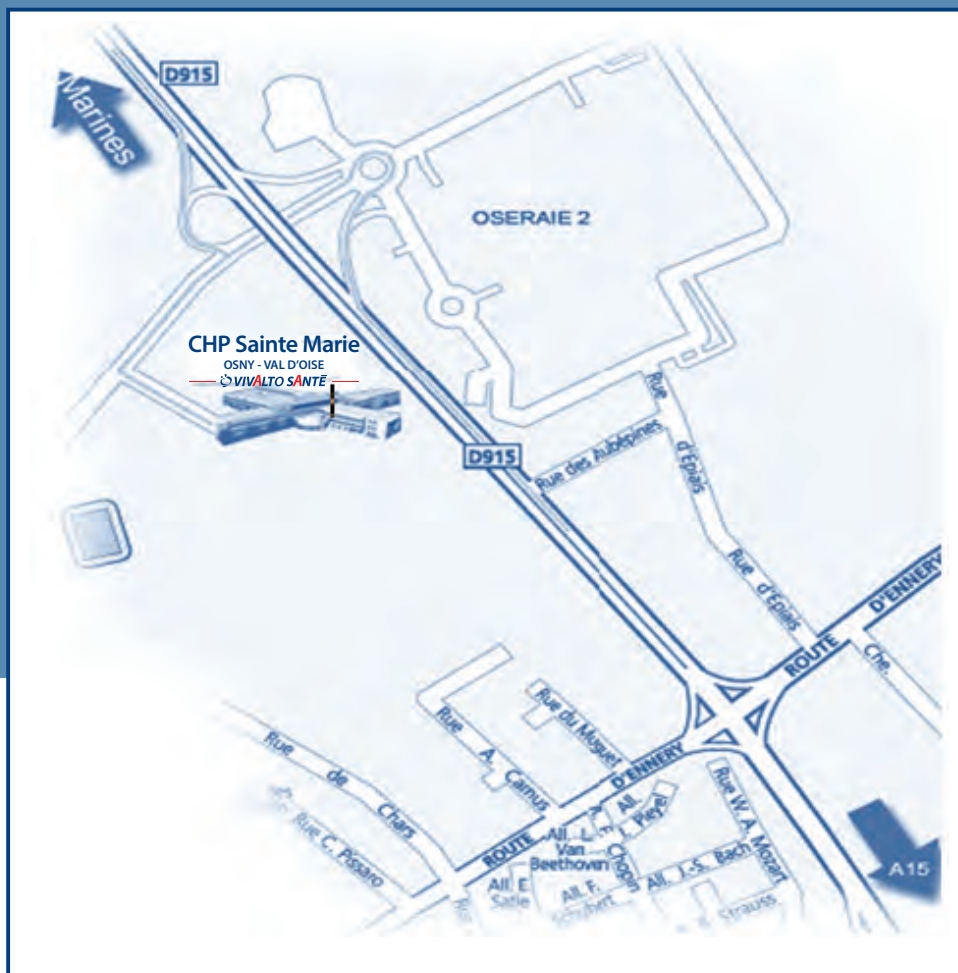 D915
Marines
OSERAIE 2
CHP Sainte Marie
OSNY - VAL D'OISE
VIVALTO SANTÉ
D915
Rue des Aubépines
Rue d'Epiais
Rue d'Epiais
ROUTE D'ENNERY
Che.
Rue du Muguet
Rue A. Camus
Rue de Chars
Rue C. Pissaro
ROUTE D'ENNERY
All. I. Pleyel
All. L. Van Beethoven
A. F. Chopin
All. J.-S. Bach
Rue W. A. Mozart
All. E. Satie
All. F. Schubert
Strauss
Rue
A15